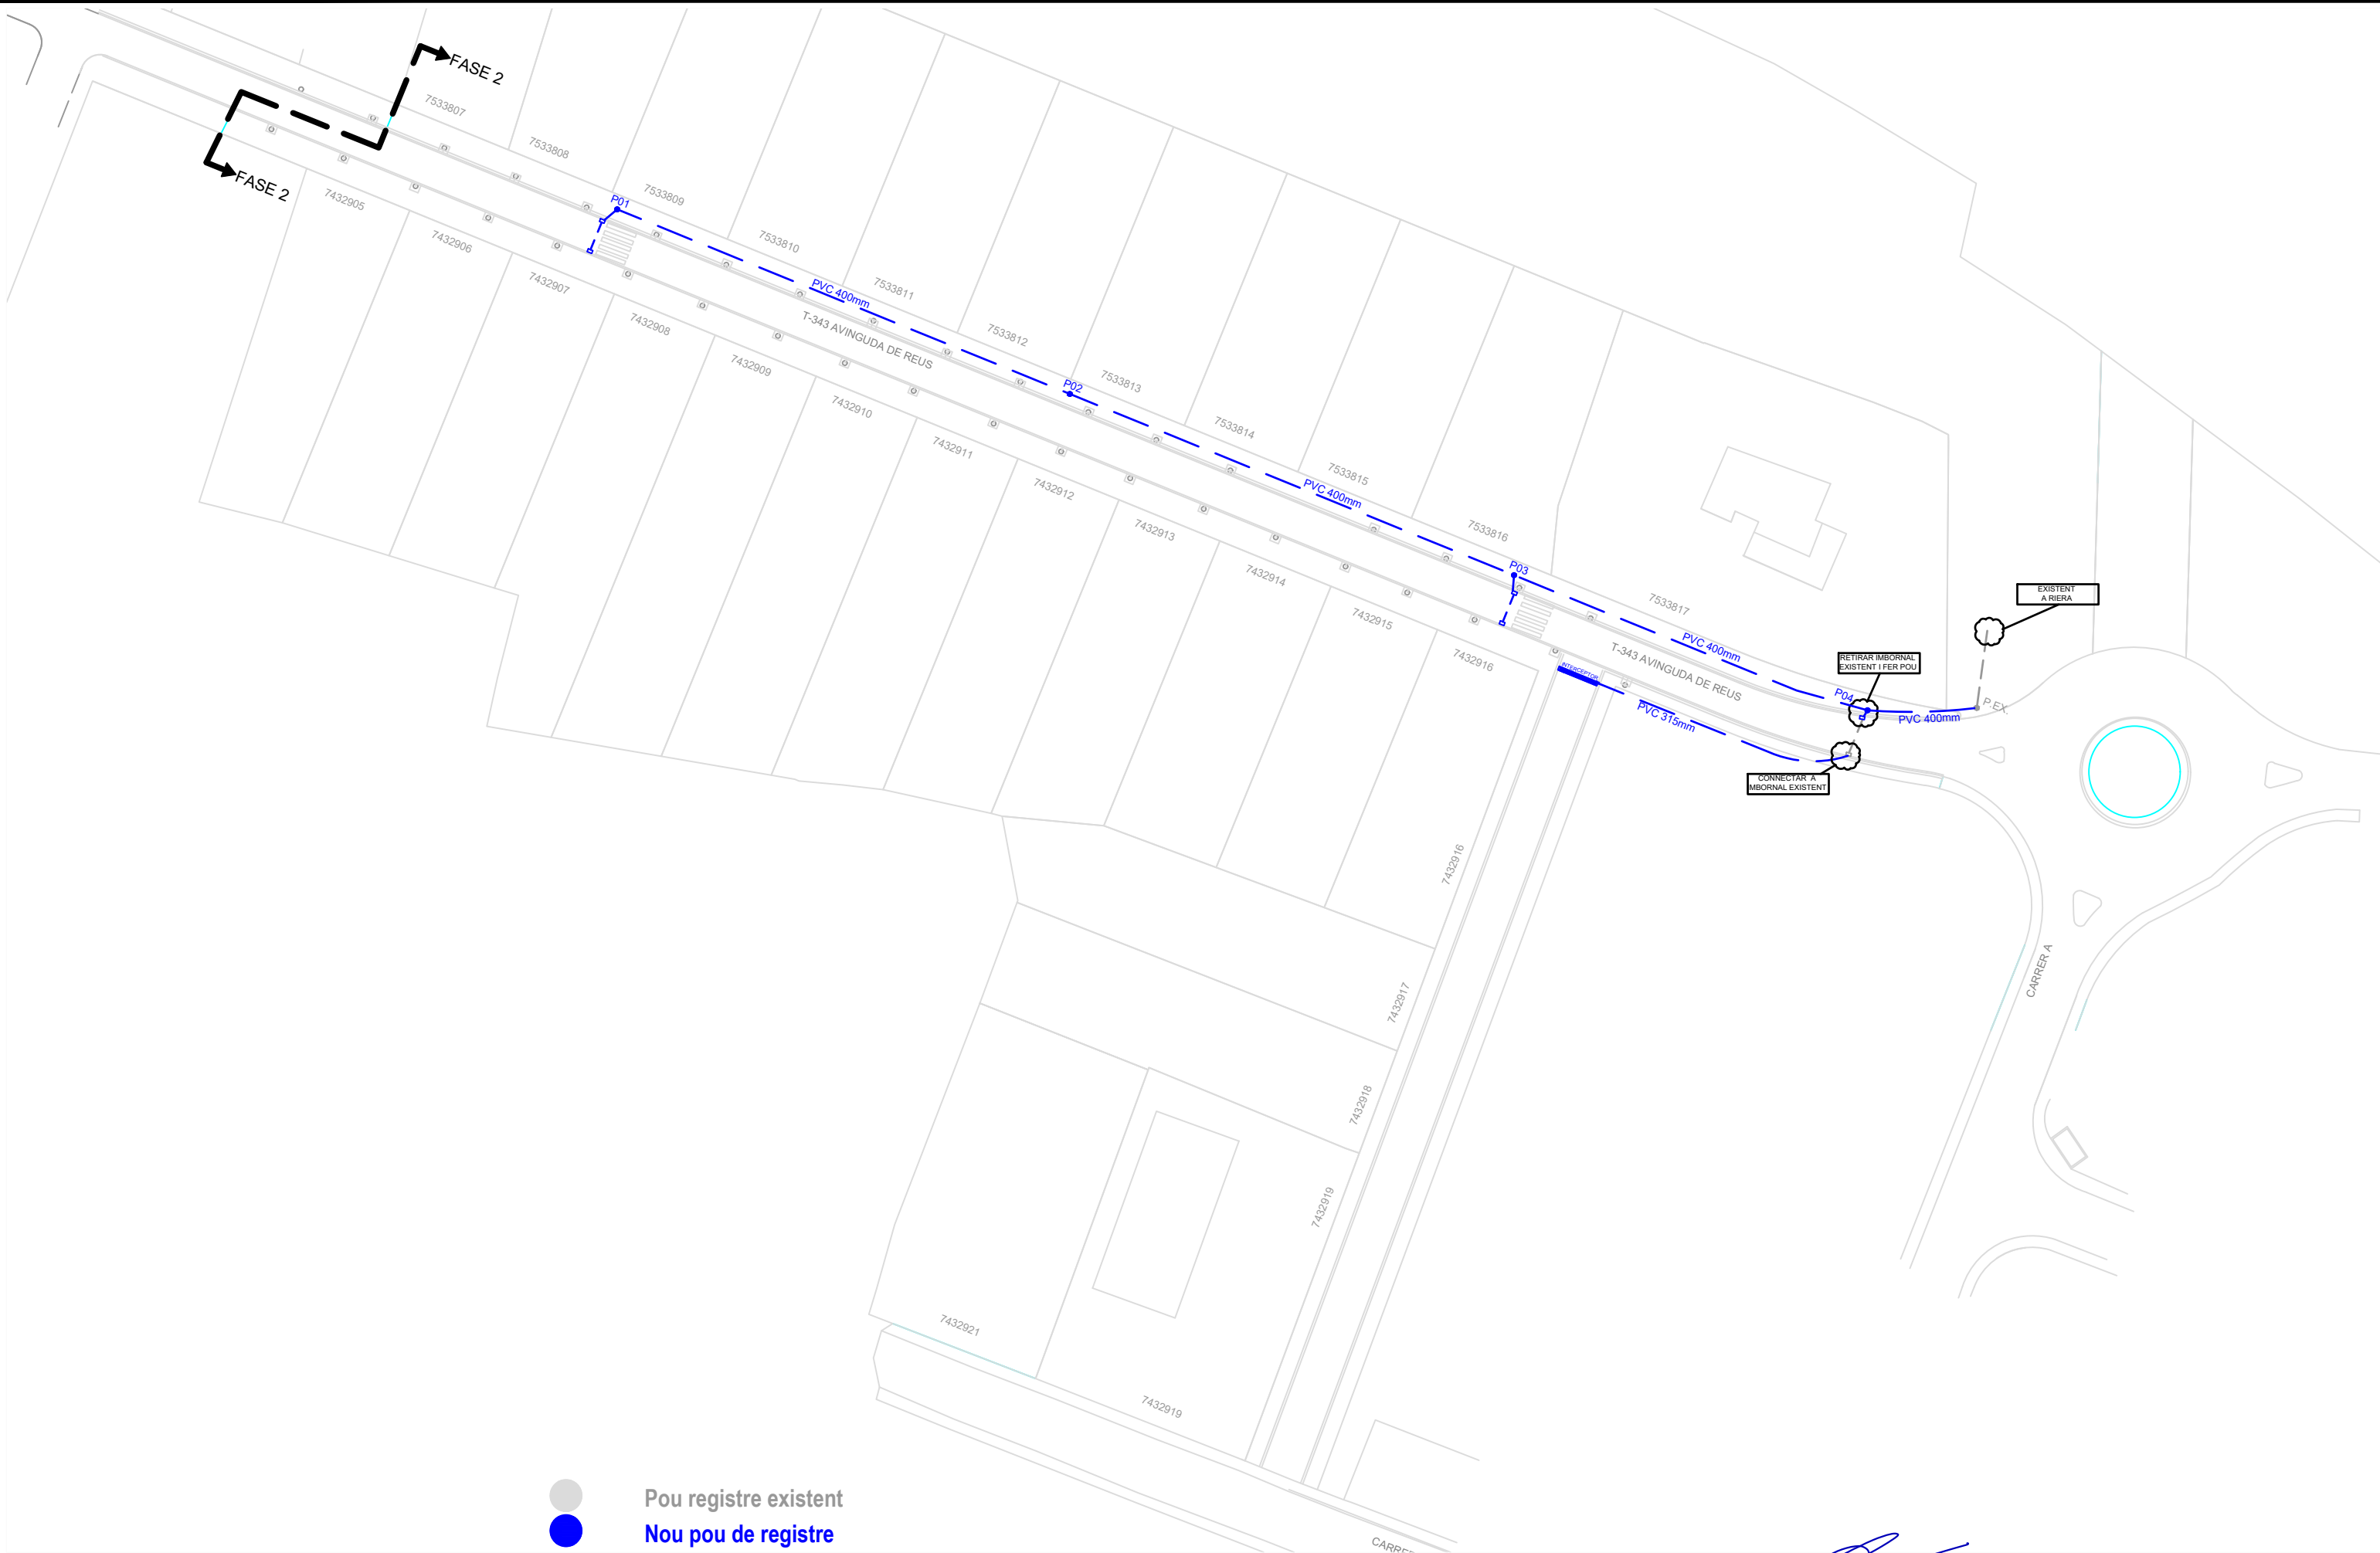 FASE 2
FASE 2
7533807
7533808
7533809
7533810
7533811
7533812
7533813
7533814
7533815
7533816
7533817
P01
PVC 400mm
T-343 AVINGUDA DE REUS
P02
PVC 400mm
P03
PVC 400mm
T-343 AVINGUDA DE REUS
P04
PVC 400mm
P.EX.
INTERCEPTOR
PVC 315mm
EXISTENT
A RIERA
RETIRAR IMBORNAL
EXISTENT I FER POU
CONNECTAR A
MBORNAL EXISTENT
7432905
7432906
7432907
7432908
7432909
7432910
7432911
7432912
7432913
7432914
7432915
7432916
7432916
7432917
7432918
7432919
7432921
7432919
CARRER A
Pou registre existent
Nou pou de registre